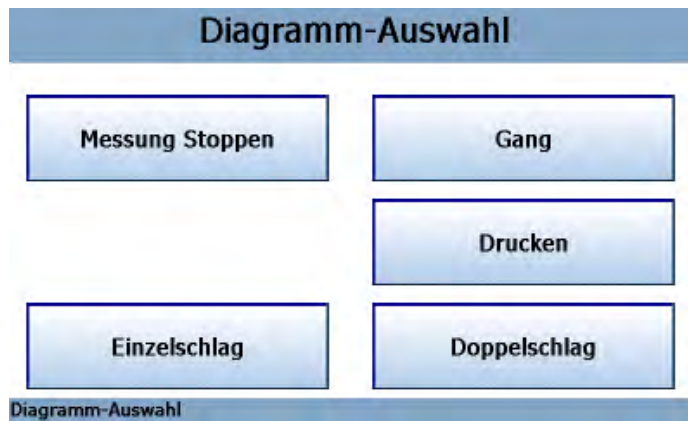 Diagramm-Auswahl
Messung Stoppen
Gang
Drucken
Einzelschlag
Doppelschlag
Diagramm-Auswahl